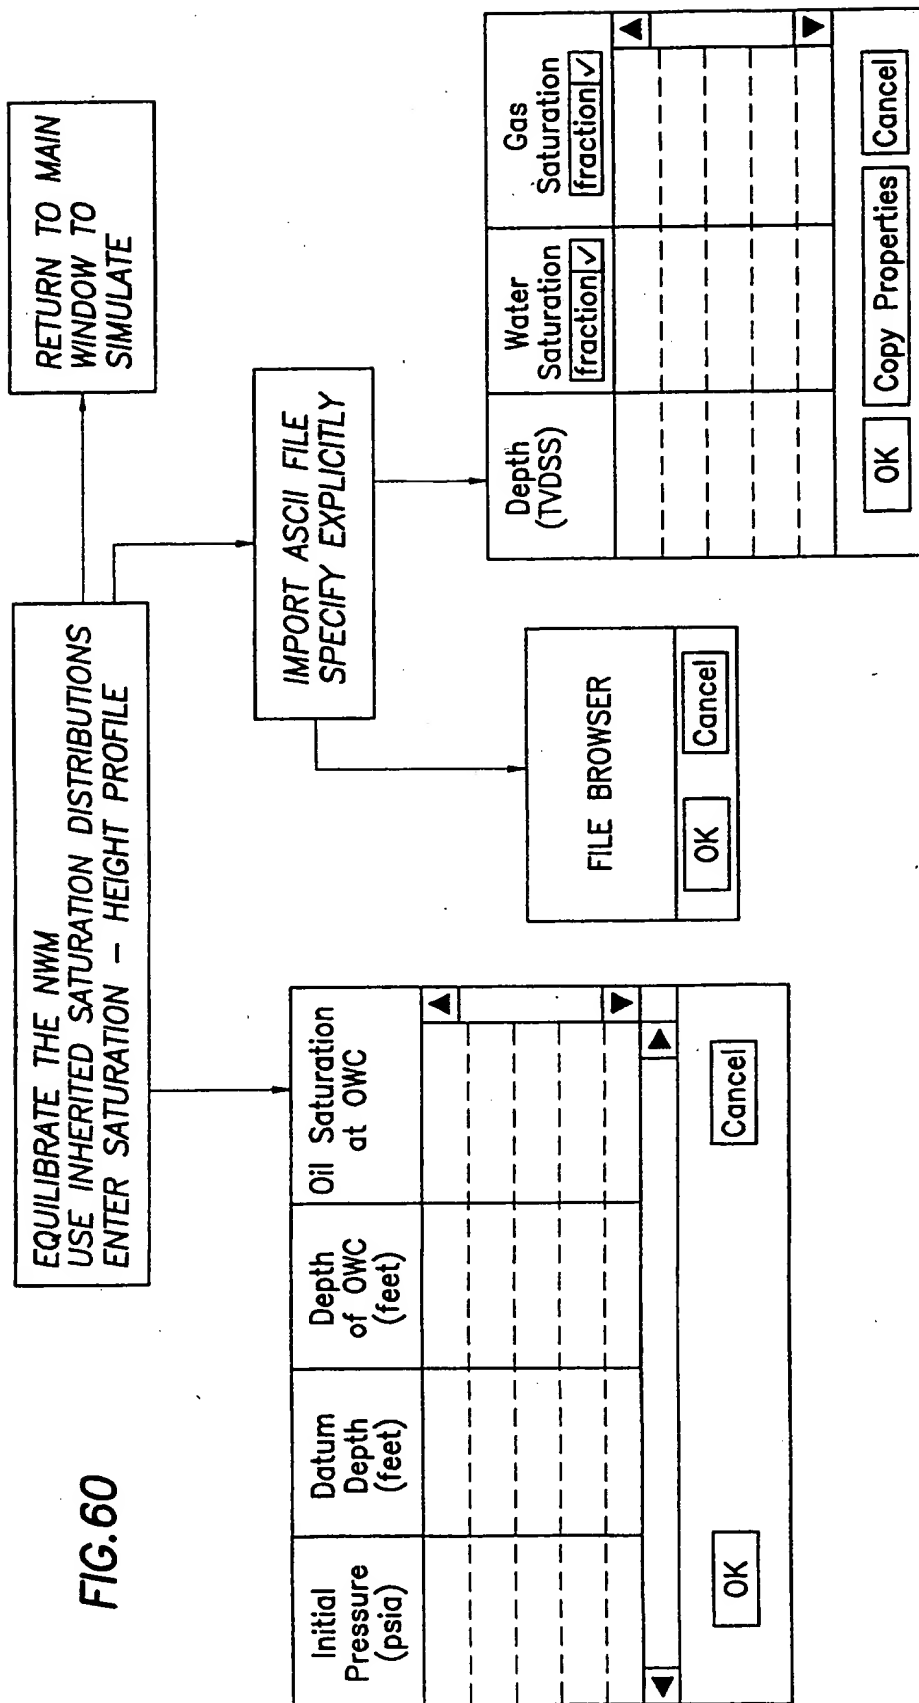 FIG.60
EQUILIBRATE THE NWM
USE INHERITED SATURATION DISTRIBUTIONS
ENTER SATURATION – HEIGHT PROFILE
RETURN TO MAIN
WINDOW TO
SIMULATE
IMPORT ASCII FILE
SPECIFY EXPLICITLY
Initial
Pressure
(psia)
Datum
Depth
(feet)
Depth
of OWC
(feet)
Oil Saturation
at OWC
OK
Cancel
FILE BROWSER
OK
Cancel
Depth
(TVDSS)
Water
Saturation
fraction
Gas
Saturation
fraction
OK
Copy Properties
Cancel